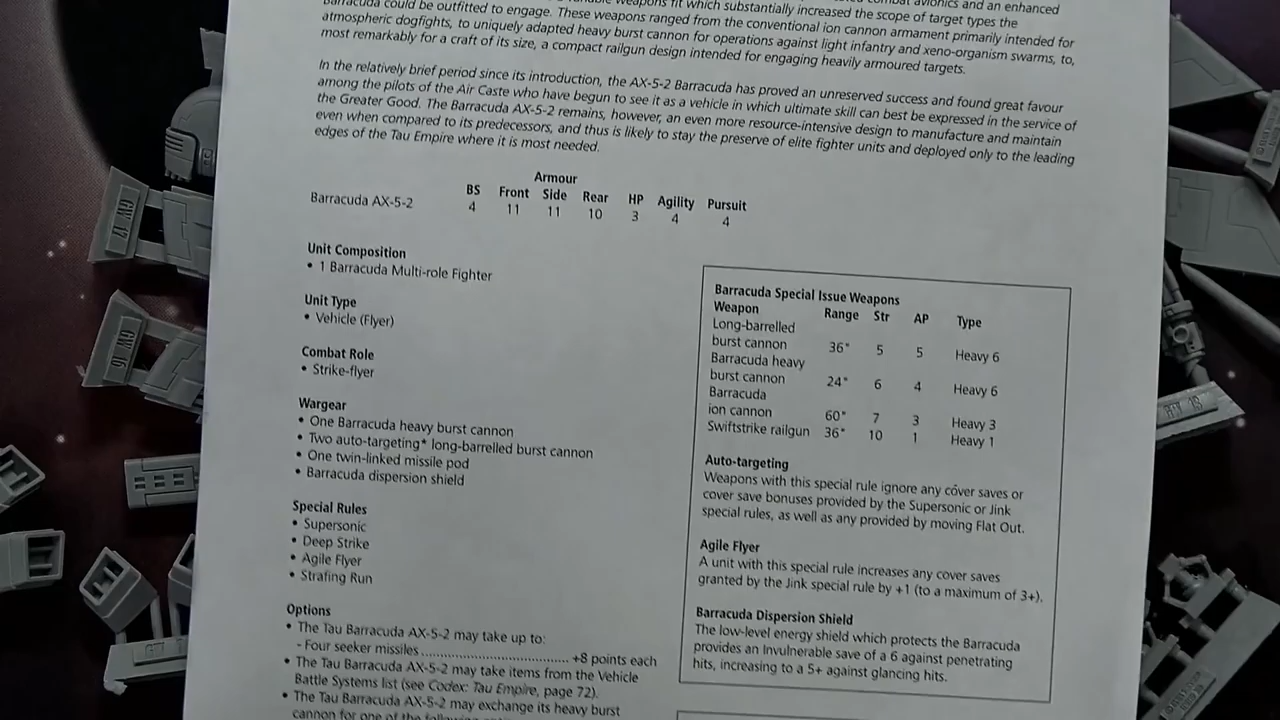 Barracuda could be outfitted to engage. These weapons ranged from the conventional ion cannon armament primarily intended for
atmospheric dogfights, to uniquely adapted heavy burst cannon for operations against light infantry and xeno-organism swarms, to,
most remarkably for a craft of its size, a compact railgun design intended for engaging heavily armoured targets.
In the relatively brief period since its introduction, the AX-5-2 Barracuda has proved an unreserved success and found great favour
among the pilots of the Air Caste who have begun to see it as a vehicle in which ultimate skill can best be expressed in the service of
the Greater Good. The Barracuda AX-5-2 remains, however, an even more resource-intensive design to manufacture and maintain
even when compared to its predecessors, and thus is likely to stay the preserve of elite fighter units and deployed only to the leading
edges of the Tau Empire where it is most needed.
Armour
BS Front Side Rear HP Agility Pursuit
Barracuda AX-5-2 4 11 11 10 3 4 4
Unit Composition
• 1 Barracuda Multi-role Fighter
Unit Type
• Vehicle (Flyer)
Combat Role
• Strike-flyer
Wargear
• One Barracuda heavy burst cannon
• Two auto-targeting* long-barrelled burst cannon
• One twin-linked missile pod
• Barracuda dispersion shield
Special Rules
• Supersonic
• Deep Strike
• Agile Flyer
• Strafing Run
Options
• The Tau Barracuda AX-5-2 may take up to:
- Four seeker missiles .................................... +8 points each
• The Tau Barracuda AX-5-2 may take items from the Vehicle
Battle Systems list (see Codex: Tau Empire, page 72).
• The Tau Barracuda AX-5-2 may exchange its heavy burst
cannon for one of the following
Barracuda Special Issue Weapons
Weapon Range Str AP Type
Long-barrelled
burst cannon 36" 5 5 Heavy 6
Barracuda heavy
burst cannon 24" 6 4 Heavy 6
Barracuda
ion cannon 60" 7 3 Heavy 3
Swiftstrike railgun 36" 10 1 Heavy 1
Auto-targeting
Weapons with this special rule ignore any cover saves or
cover save bonuses provided by the Supersonic or Jink
special rules, as well as any provided by moving Flat Out.
Agile Flyer
A unit with this special rule increases any cover saves
granted by the Jink special rule by +1 (to a maximum of 3+).
Barracuda Dispersion Shield
The low-level energy shield which protects the Barracuda
provides an Invulnerable save of a 6 against penetrating
hits, increasing to a 5+ against glancing hits.
GW 17
GW 16